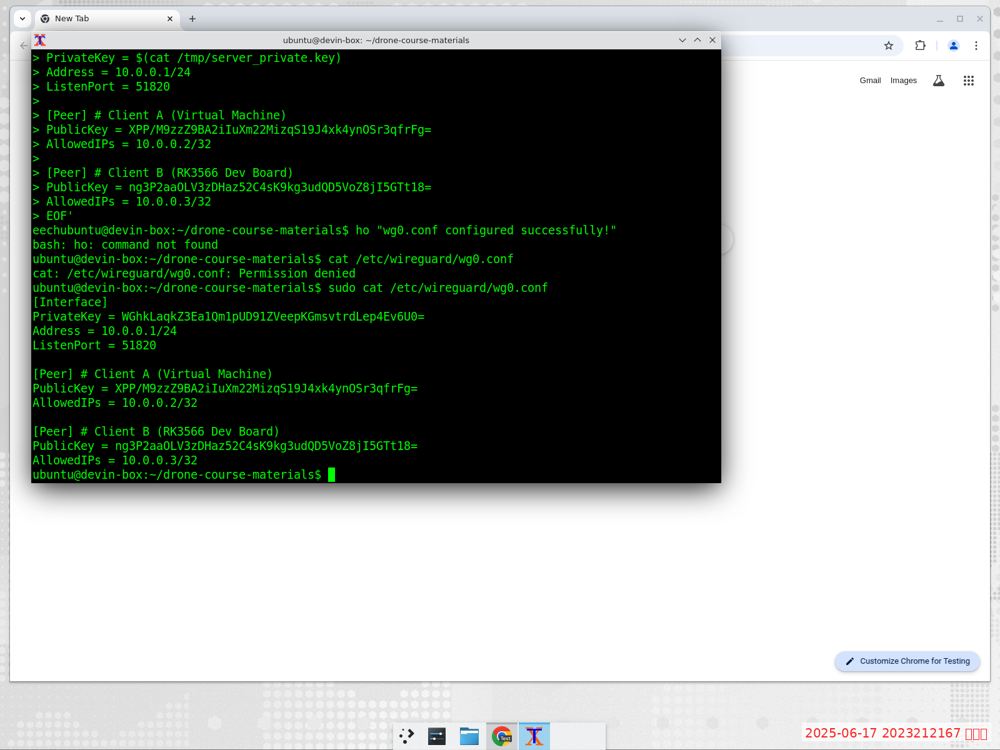 New Tab
ubuntu@devin-box: ~/drone-course-materials
Gmail Images
> PrivateKey = $(cat /tmp/server_private.key)
> Address = 10.0.0.1/24
> ListenPort = 51820
>
> [Peer] # Client A (Virtual Machine)
> PublicKey = XPP/M9zzZ9BA2iIuXm22MizqS19J4xk4ynOSr3qfrFg=
> AllowedIPs = 10.0.0.2/32
>
> [Peer] # Client B (RK3566 Dev Board)
> PublicKey = ng3P2aaOLV3zDHaz52C4sK9kg3udQD5VoZ8jI5GTt18=
> AllowedIPs = 10.0.0.3/32
> EOF'
eechubuntu@devin-box:~/drone-course-materials$ ho "wg0.conf configured successfully!"
bash: ho: command not found
ubuntu@devin-box:~/drone-course-materials$ cat /etc/wireguard/wg0.conf
cat: /etc/wireguard/wg0.conf: Permission denied
ubuntu@devin-box:~/drone-course-materials$ sudo cat /etc/wireguard/wg0.conf
[Interface]
PrivateKey = WGhkLaqkZ3Ea1Qm1pUD91ZVeepKGmsvtrdLep4Ev6U0=
Address = 10.0.0.1/24
ListenPort = 51820
[Peer] # Client A (Virtual Machine)
PublicKey = XPP/M9zzZ9BA2iIuXm22MizqS19J4xk4ynOSr3qfrFg=
AllowedIPs = 10.0.0.2/32
[Peer] # Client B (RK3566 Dev Board)
PublicKey = ng3P2aaOLV3zDHaz52C4sK9kg3udQD5VoZ8jI5GTt18=
AllowedIPs = 10.0.0.3/32
ubuntu@devin-box:~/drone-course-materials$
Customize Chrome for Testing
Test
2025-06-17 2023212167